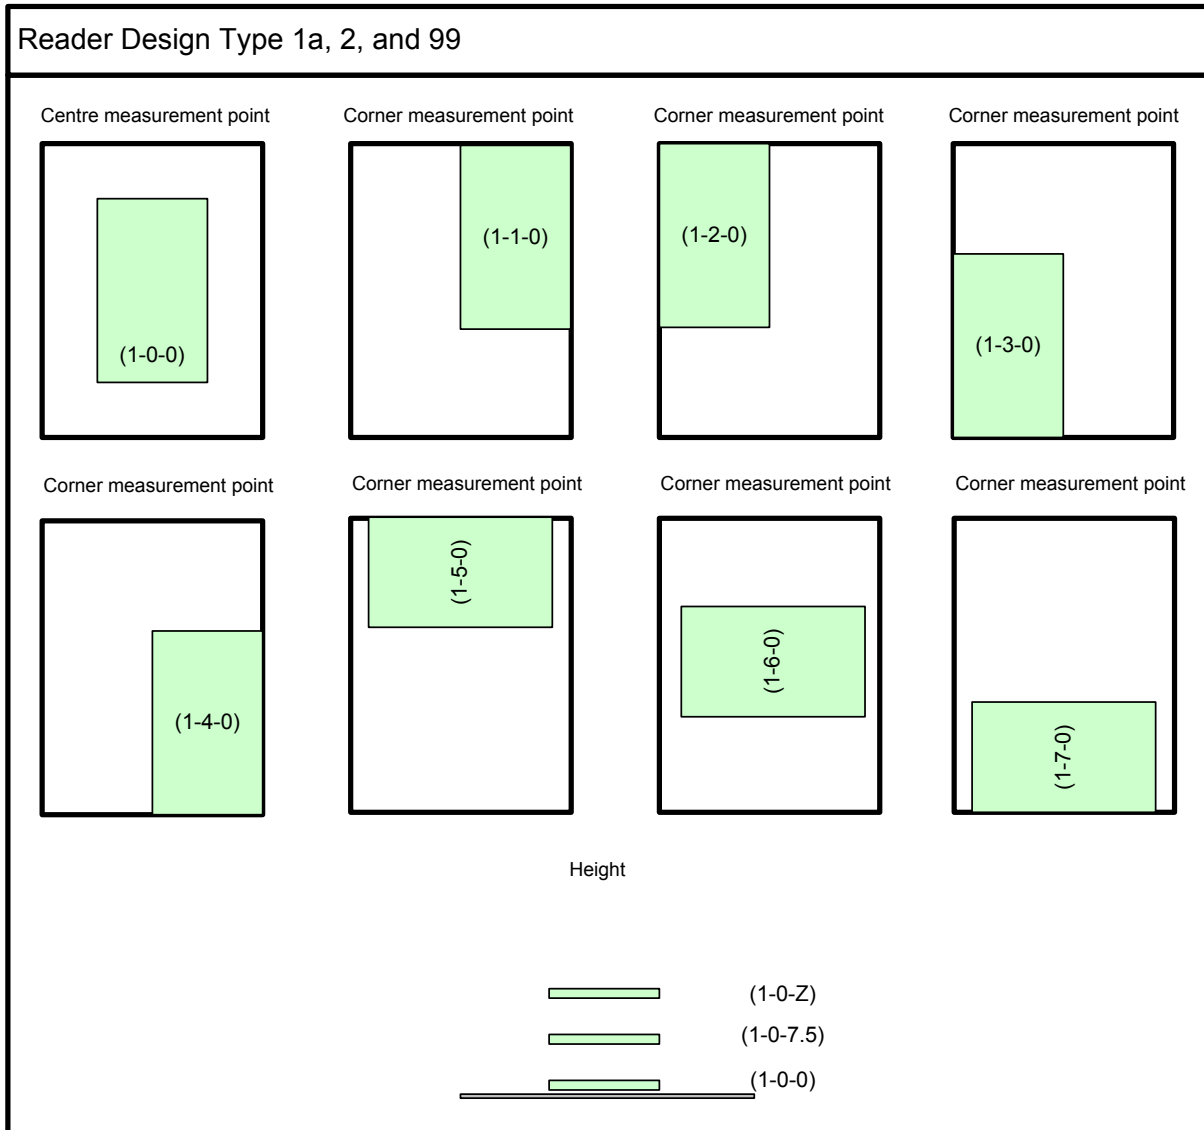 Reader Design Type 1a, 2, and 99
Centre measurement point
Corner measurement point
Corner measurement point
Corner measurement point
(1-0-0)
(1-1-0)
(1-2-0)
(1-3-0)
Corner measurement point
Corner measurement point
Corner measurement point
Corner measurement point
(1-4-0)
(1-5-0)
(1-6-0)
(1-7-0)
Height
(1-0-Z)
(1-0-7.5)
(1-0-0)